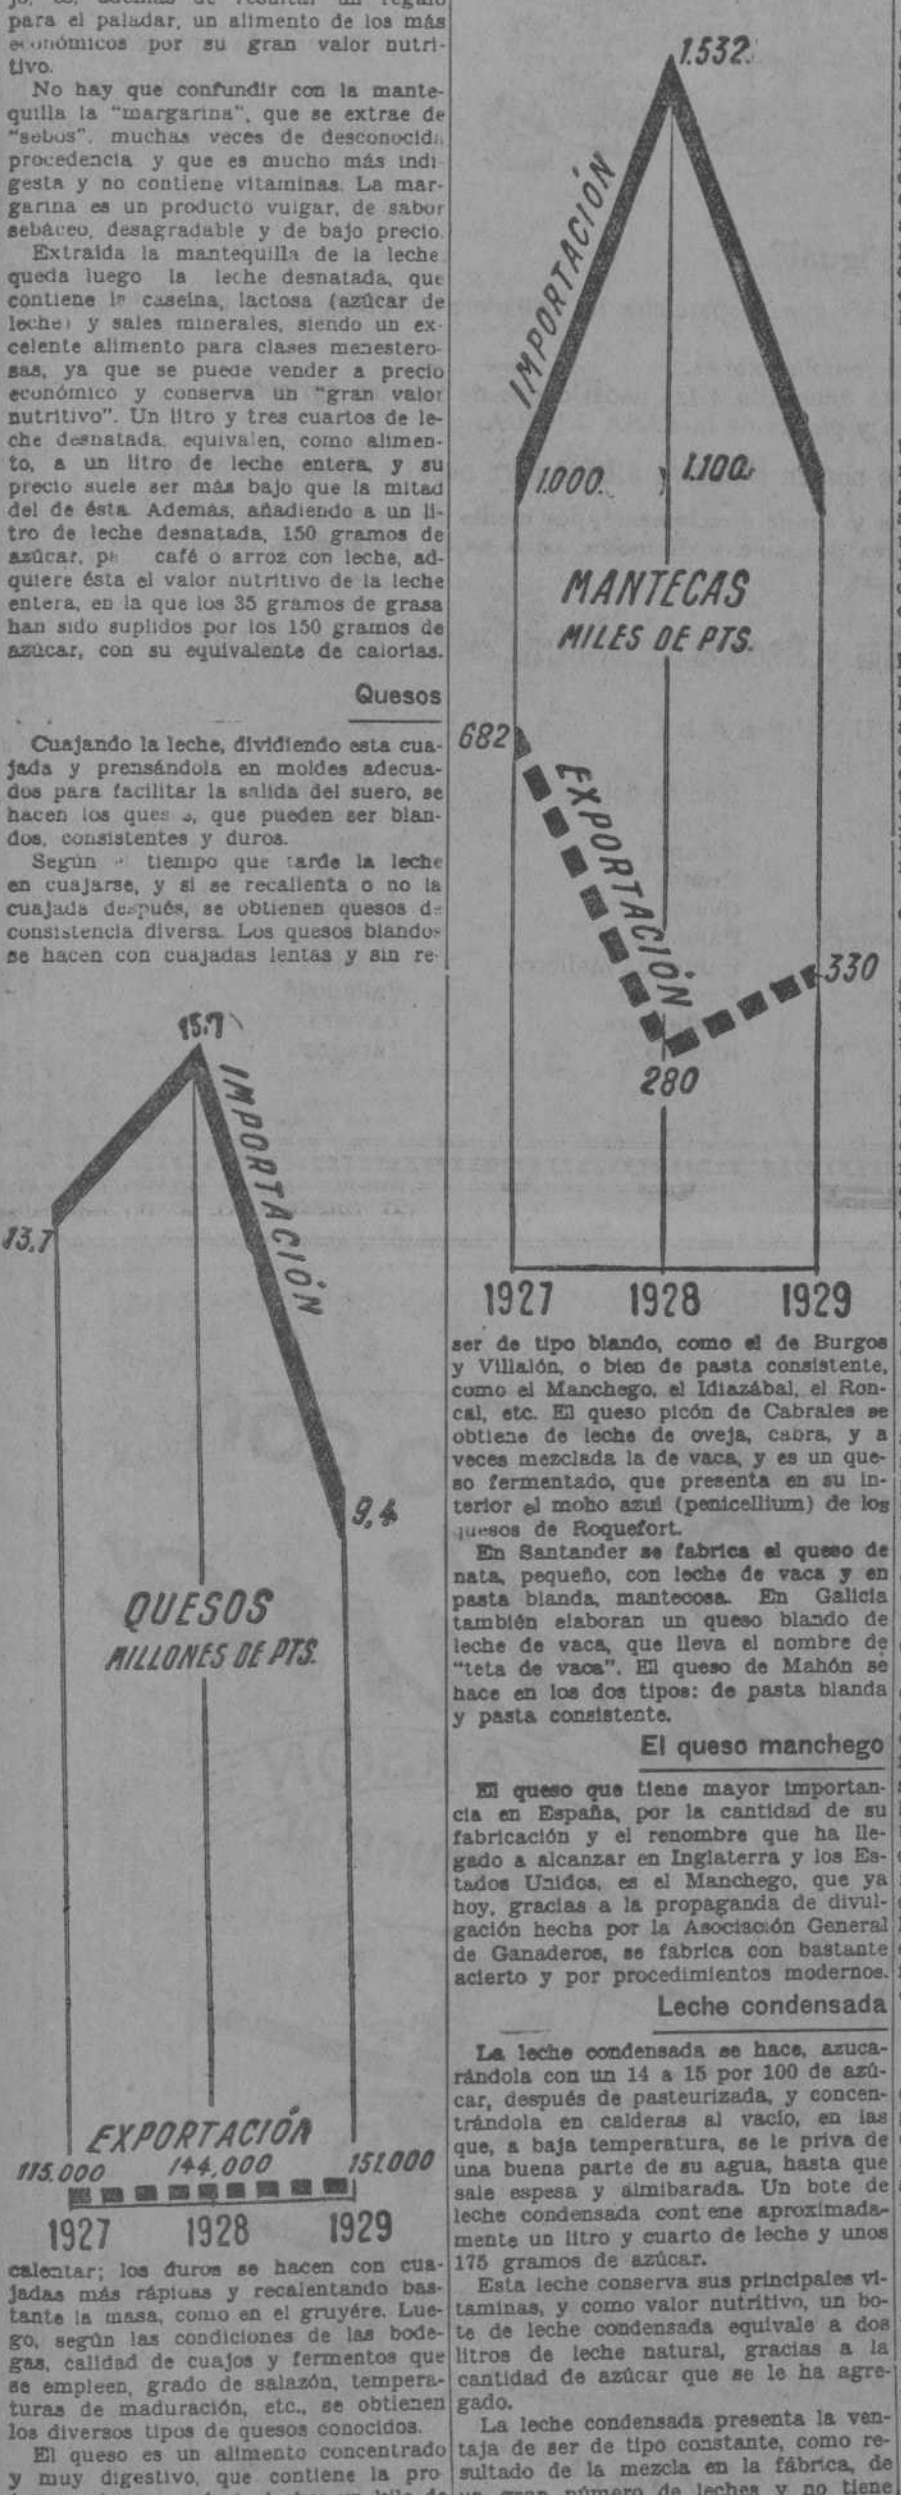 para el paladar, un alimento de los más
económicos por su gran valor nutri-
tivo.
No hay que confundir con la mante-
quilla la "margarina", que se extrae de
"sebos", muchas veces de desconocida
procedencia y que es mucho más indi-
gesta y no contiene vitaminas. La mar-
garina es un producto vulgar, de sabor
sebáceo, desagradable y de bajo precio.
Extraída la mantequilla de la leche
queda luego la leche desnatada, que
contiene la caseína, lactosa (azúcar de
leche) y sales minerales, siendo un ex-
celente alimento para clases menestero-
sas, ya que se puede vender a precio
económico y conserva un "gran valor
nutritivo". Un litro y tres cuartos de le-
che desnatada, equivalen, como alimen-
to, a un litro de leche entera, y su
precio suele ser más bajo que la mitad
del de ésta. Además, añadiendo a un li-
tro de leche desnatada, 150 gramos de
azúcar, café o arroz con leche, ad-
quiere ésta el valor nutritivo de la leche
entera, en la que los 35 gramos de grasa
han sido suplidos por los 150 gramos de
azúcar, con su equivalente de calorías.
Quesos
Cuajando la leche, dividiendo esta cua-
jada y prensándola en moldes adecua-
dos para facilitar la salida del suero, se
hacen los quesos, que pueden ser blan-
dos, consistentes y duros.
Según tiempo que tarde la leche
en cuajarse, y si se recalienta o no la
cuajada después, se obtienen quesos de
consistencia diversa. Los quesos blandos
se hacen con cuajadas lentas y sin re-
15.7
IMPORTACIÓN
13.7
9,4
QUESOS
MILLONES DE PTS.
EXPORTACIÓN
115.000 144,000 151.000
1927 1928 1929
calentar; los duros se hacen con cua-
jadas más rápidas y recalentando bas-
tante la masa, como en el gruyére. Lue-
go, según las condiciones de las bode-
gas, calidad de cuajos y fermentos que
se empleen, grado de salazón, tempera-
turas de maduración, etc., se obtienen
los diversos tipos de quesos conocidos.
El queso es un alimento concentrado
y muy digestivo, que contiene la pro
1.532
IMPORTACIÓN
1.000 1.100
MANTECAS
MILES DE PTS.
682
EXPORTACIÓN
330
280
1927 1928 1929
ser de tipo blando, como el de Burgos
y Villalón, o bien de pasta consistente,
como el Manchego, el Idiazábal, el Ron-
cal, etc. El queso picón de Cabrales se
obtiene de leche de oveja, cabra, y a
veces mezclada la de vaca, y es un que-
so fermentado, que presenta en su in-
terior el moho azul (penicellium) de los
quesos de Roquefort.
En Santander se fabrica el queso de
nata, pequeño, con leche de vaca y en
pasta blanda, mantecosa. En Galicia
también elaboran un queso blando de
leche de vaca, que lleva el nombre de
"teta de vaca". El queso de Mahón se
hace en los dos tipos: de pasta blanda
y pasta consistente.
El queso manchego
El queso que tiene mayor importan-
cia en España, por la cantidad de su
fabricación y el renombre que ha lle-
gado a alcanzar en Inglaterra y los Es-
tados Unidos, es el Manchego, que ya
hoy, gracias a la propaganda de divul-
gación hecha por la Asociación General
de Ganaderos, se fabrica con bastante
acierto y por procedimientos modernos.
Leche condensada
La leche condensada se hace, azuca-
rándola con un 14 a 15 por 100 de azú-
car, después de pasteurizada, y concen-
trándola en calderas al vacío, en las
que, a baja temperatura, se le priva de
una buena parte de su agua, hasta que
sale espesa y almibarada. Un bote de
leche condensada contiene aproximada-
mente un litro y cuarto de leche y unos
175 gramos de azúcar.
Esta leche conserva sus principales vi-
taminas, y como valor nutritivo, un bo-
te de leche condensada equivale a dos
litros de leche natural, gracias a la
cantidad de azúcar que se le ha agre-
gado.
La leche condensada presenta la ven-
taja de ser de tipo constante, como re-
sultado de la mezcla en la fábrica, de
un gran número de leches y no tiene